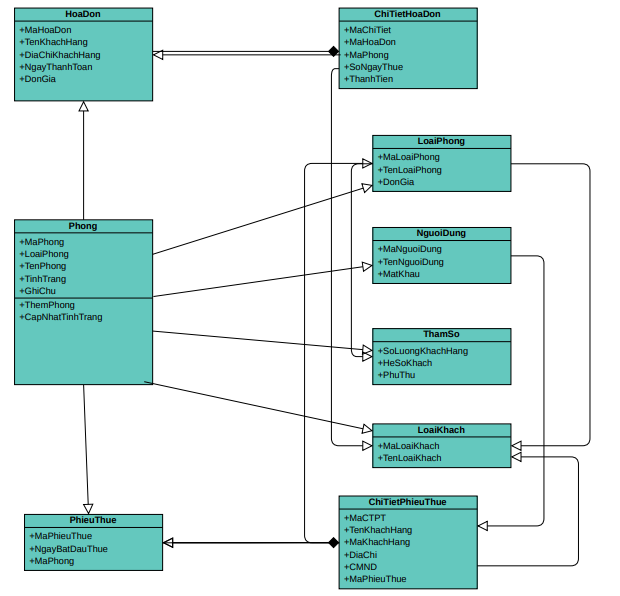 HoaDon
+MaHoaDon
+TenKhachHang
+DiaChiKhachHang
+NgayThanhToan
+DonGia
ChiTietHoaDon
+MaChiTiet
+MaHoaDon
+MaPhong
+SoNgayThue
+ThanhTien
LoaiPhong
+MaLoaiPhong
+TenLoaiPhong
+DonGia
Phong
+MaPhong
+LoaiPhong
+TenPhong
+TinhTrang
+GhiChu
+ThemPhong
+CapNhatTinhTrang
NguoiDung
+MaNguoiDung
+TenNguoiDung
+MatKhau
ThamSo
+SoLuongKhachHang
+HeSoKhach
+PhuThu
LoaiKhach
+MaLoaiKhach
+TenLoaiKhach
PhieuThue
+MaPhieuThue
+NgayBatDauThue
+MaPhong
ChiTietPhieuThue
+MaCTPT
+TenKhachHang
+MaKhachHang
+DiaChi
+CMND
+MaPhieuThue